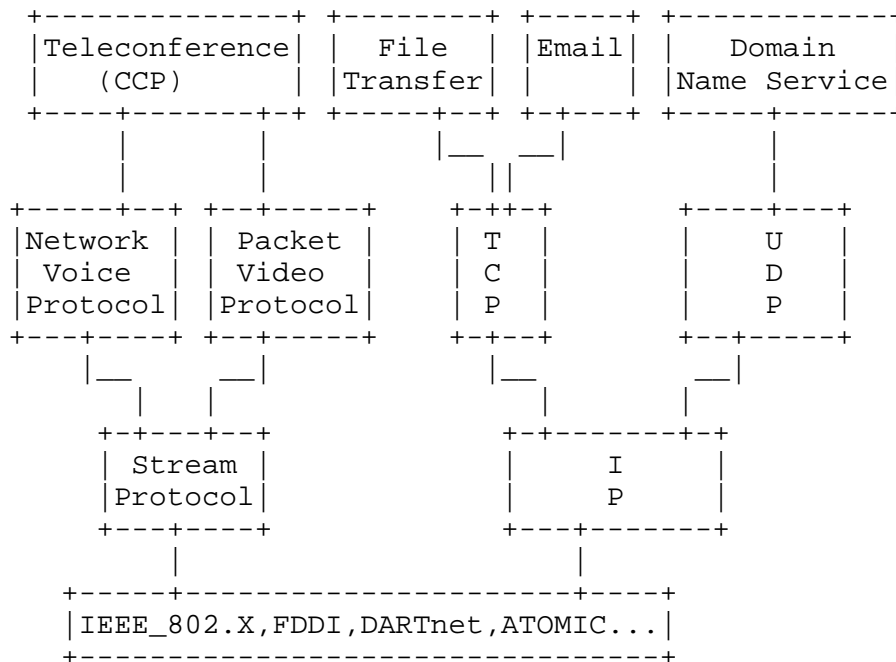 Teleconference File Email Domain
(CCP) Transfer Name Service
Network Packet T U
Voice Video C D
Protocol Protocol P P
Stream I
Protocol P
IEEE_802.X,FDDI,DARTnet,ATOMIC...